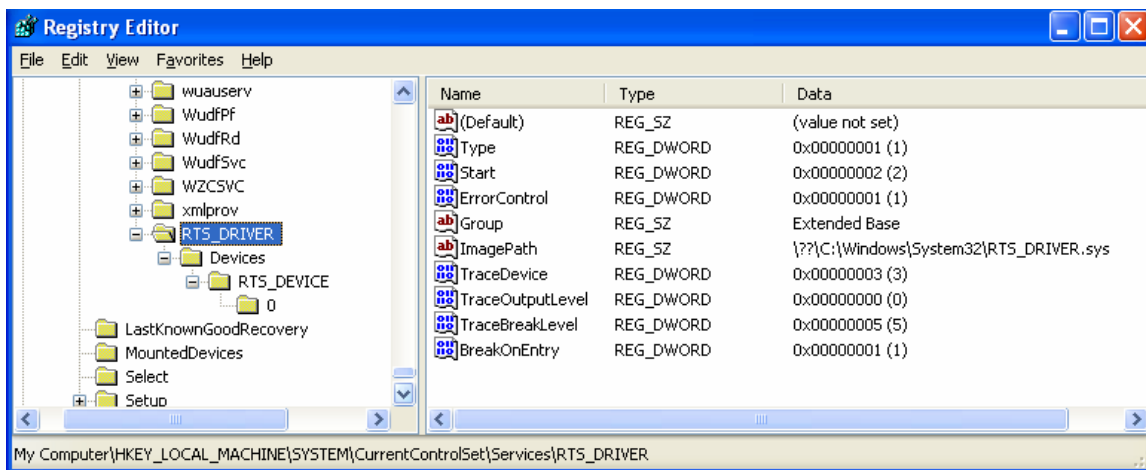 Registry Editor
File Edit View Favorites Help
wuauserv
WudfPf
WudfRd
WudfSvc
WZCSVC
xmlprov
RTS_DRIVER
Devices
RTS_DEVICE
0
LastKnownGoodRecovery
MountedDevices
Select
Setup
Name Type Data
(Default) REG_SZ (value not set)
Type REG_DWORD 0x00000001 (1)
Start REG_DWORD 0x00000002 (2)
ErrorControl REG_DWORD 0x00000001 (1)
Group REG_SZ Extended Base
ImagePath REG_SZ \??\C:\Windows\System32\RTS_DRIVER.sys
TraceDevice REG_DWORD 0x00000003 (3)
TraceOutputLevel REG_DWORD 0x00000000 (0)
TraceBreakLevel REG_DWORD 0x00000005 (5)
BreakOnEntry REG_DWORD 0x00000001 (1)
My Computer\HKEY_LOCAL_MACHINE\SYSTEM\CurrentControlSet\Services\RTS_DRIVER